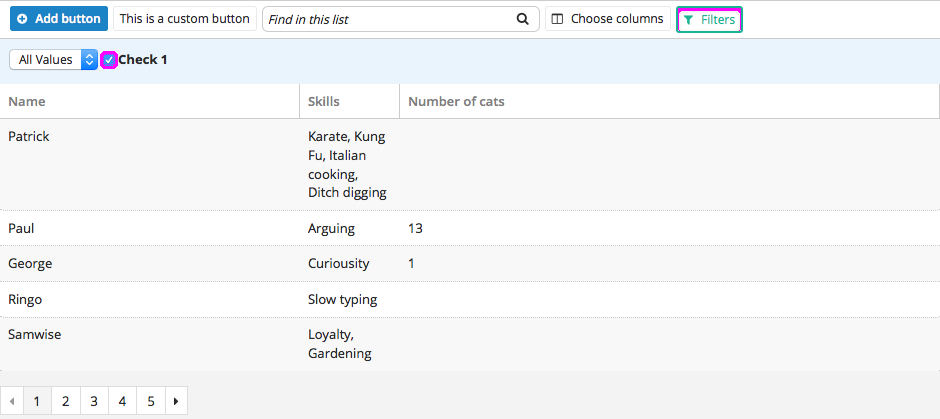 Add button This is a custom button Find in this list Choose columns Filters
All Values Check 1
Name Skills Number of cats
Patrick Karate, Kung
Fu, Italian
cooking,
Ditch digging
Paul Arguing 13
George Curiousity 1
Ringo Slow typing
Samwise Loyalty,
Gardening
1 2 3 4 5